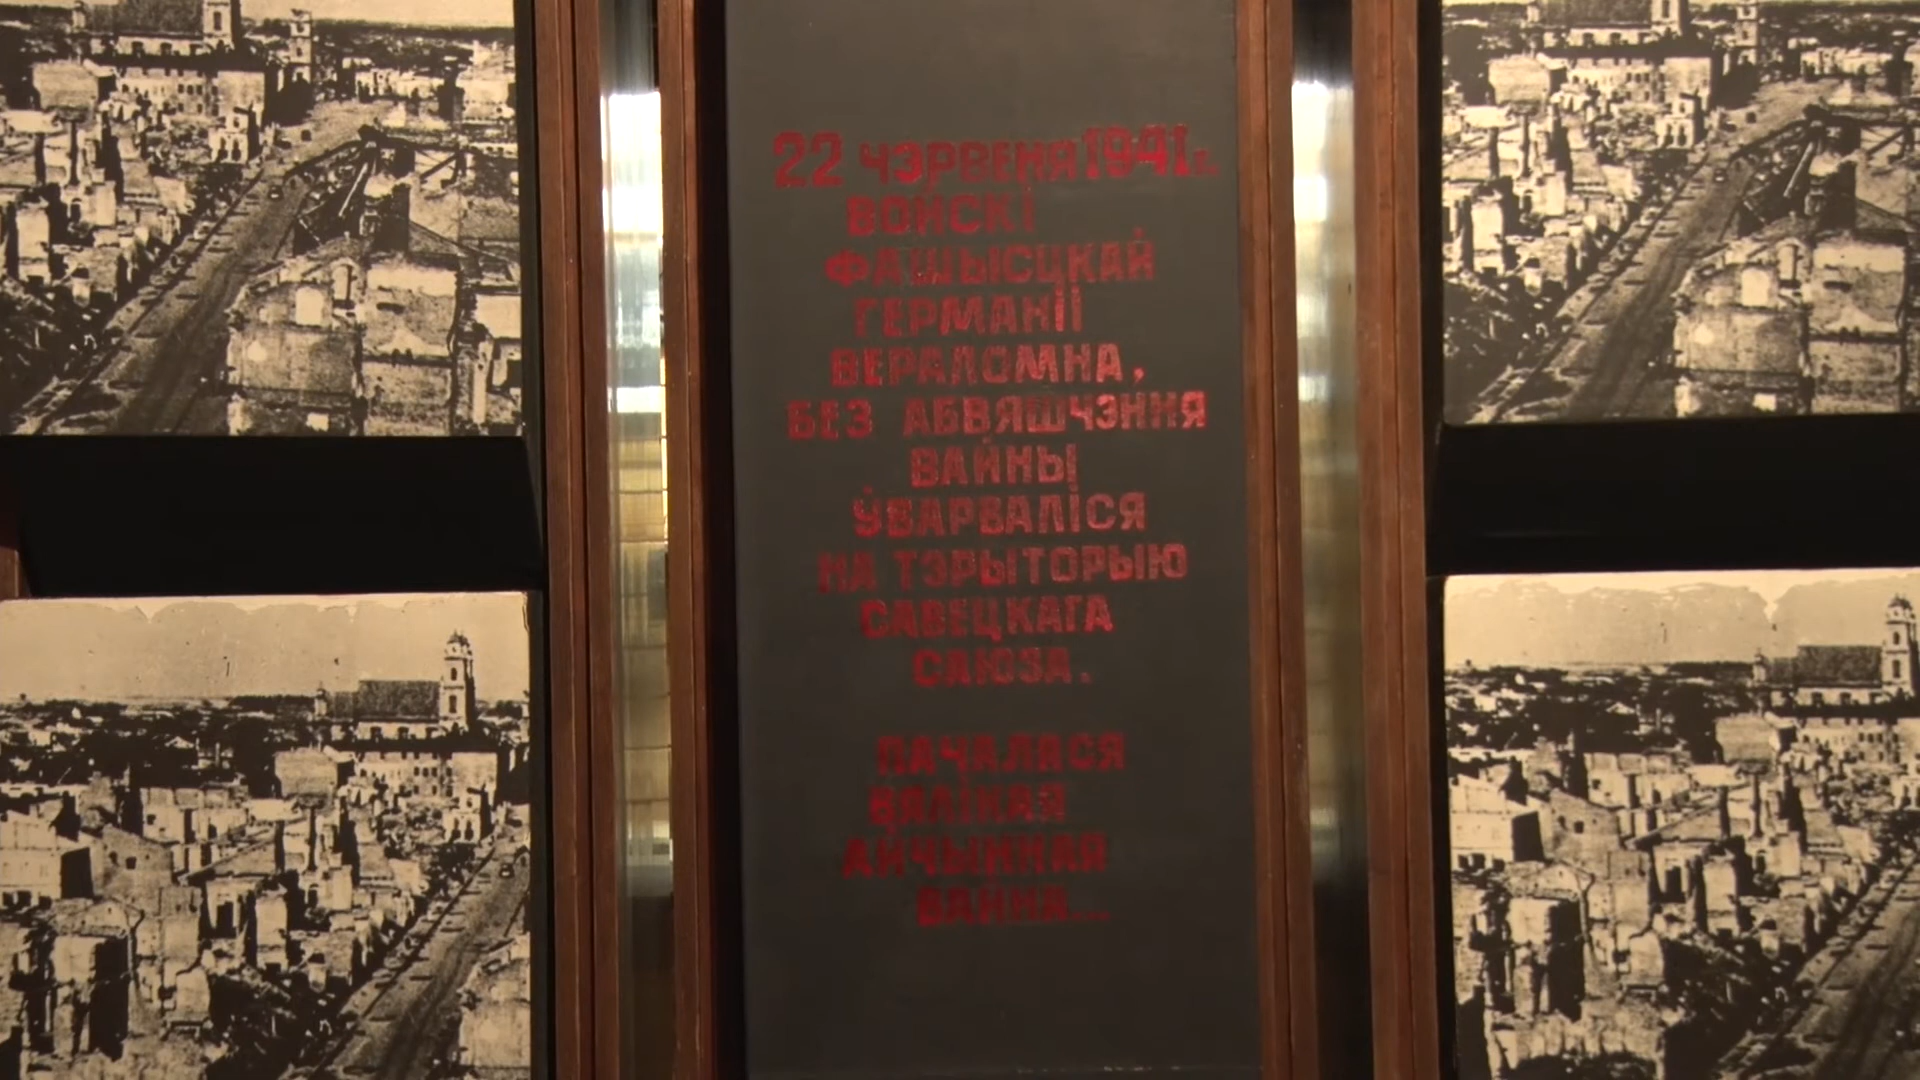 22 ЧЭРВЕНЯ 1941 г.
ВОЙСКІ
ФАШЫСЦКАЙ
ГЕРМАНІІ
ВЕРАЛОМНА,
БЕЗ АБВЯШЧЭННЯ
ВАЙНЫ
ЎВАРВАЛІСЯ
НА ТЭРЫТОРЫЮ
САВЕЦКАГА
САЮЗА.
ПАЧАЛАСЯ
ВЯЛІКАЯ
АЙЧЫННАЯ
ВАЙНА...